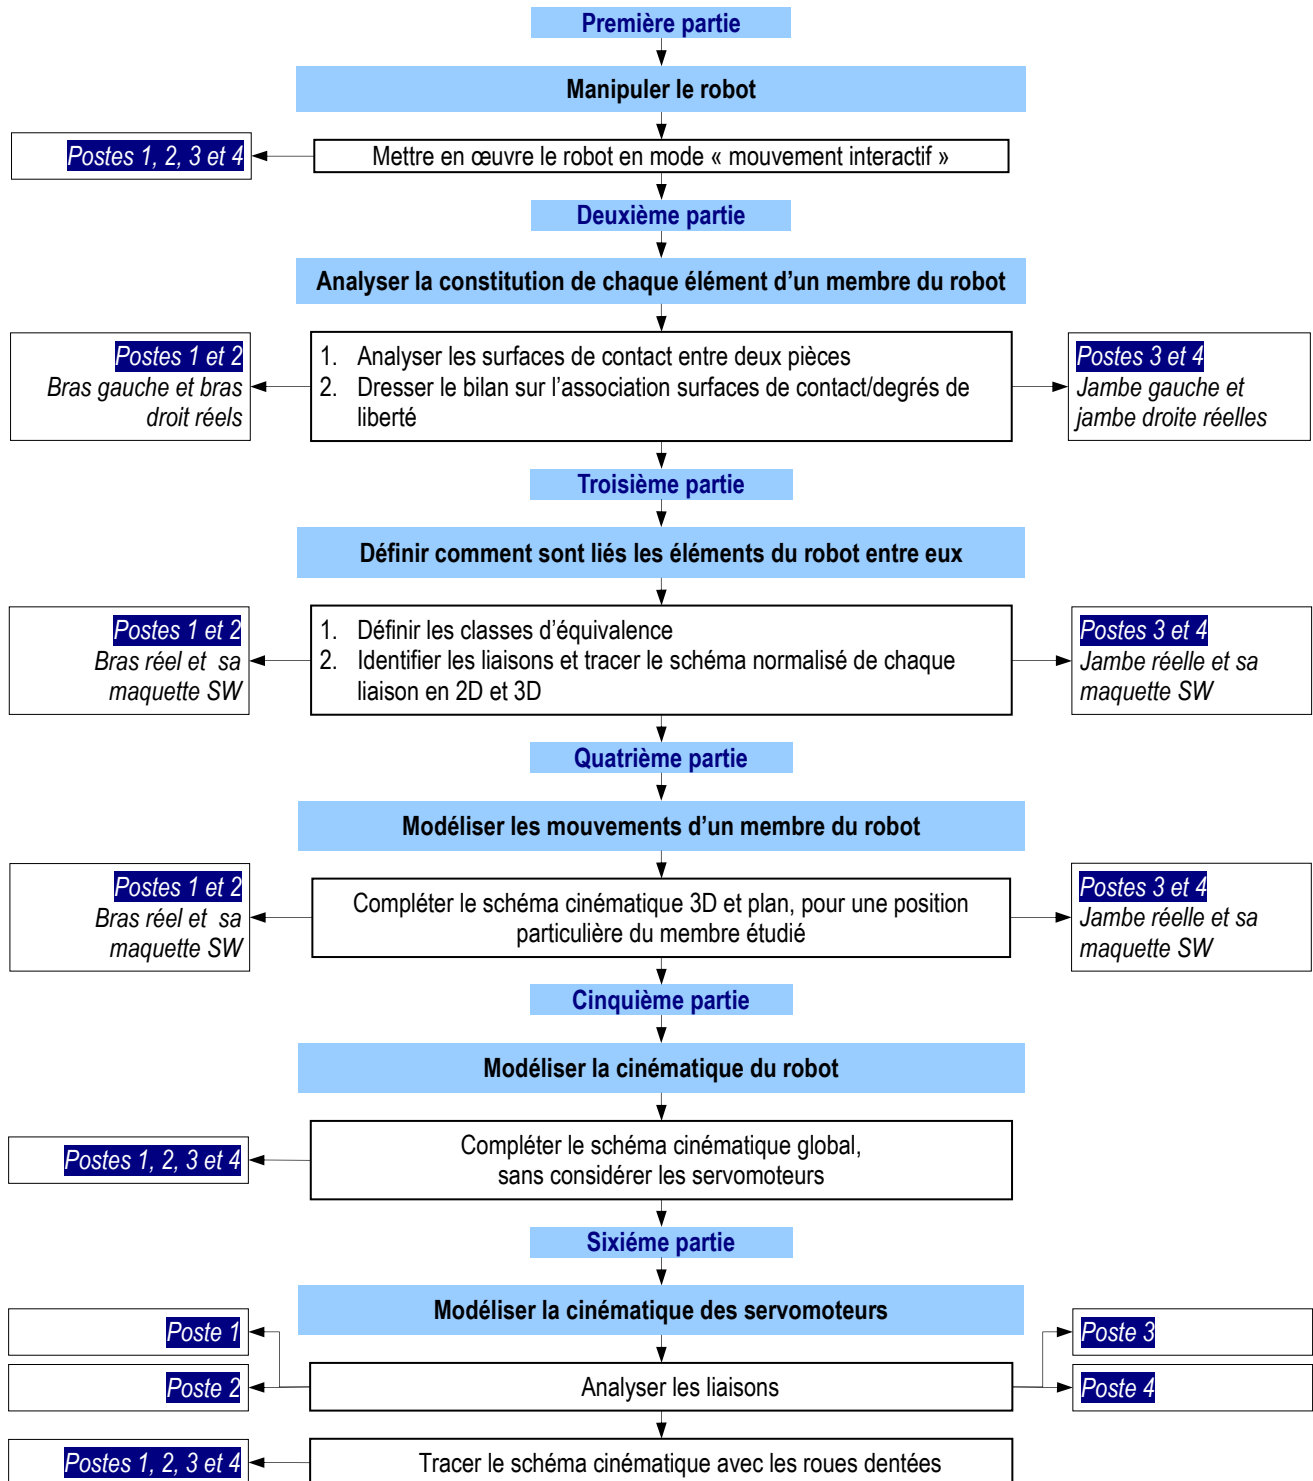 Première partie
Manipuler le robot
Postes 1, 2, 3 et 4
Mettre en œuvre le robot en mode « mouvement interactif »
Deuxième partie
Analyser la constitution de chaque élément d’un membre du robot
Postes 1 et 2
Bras gauche et bras
droit réels
1. Analyser les surfaces de contact entre deux pièces
2. Dresser le bilan sur l’association surfaces de contact/degrés de
liberté
Postes 3 et 4
Jambe gauche et
jambe droite réelles
Troisième partie
Définir comment sont liés les éléments du robot entre eux
Postes 1 et 2
Bras réel et sa
maquette SW
1. Définir les classes d’équivalence
2. Identifier les liaisons et tracer le schéma normalisé de chaque
liaison en 2D et 3D
Postes 3 et 4
Jambe réelle et sa
maquette SW
Quatrième partie
Modéliser les mouvements d’un membre du robot
Postes 1 et 2
Bras réel et sa
maquette SW
Compléter le schéma cinématique 3D et plan, pour une position
particulière du membre étudié
Postes 3 et 4
Jambe réelle et sa
maquette SW
Cinquième partie
Modéliser la cinématique du robot
Postes 1, 2, 3 et 4
Compléter le schéma cinématique global,
sans considérer les servomoteurs
Sixiéme partie
Modéliser la cinématique des servomoteurs
Poste 1
Poste 2
Analyser les liaisons
Poste 3
Poste 4
Postes 1, 2, 3 et 4
Tracer le schéma cinématique avec les roues dentées